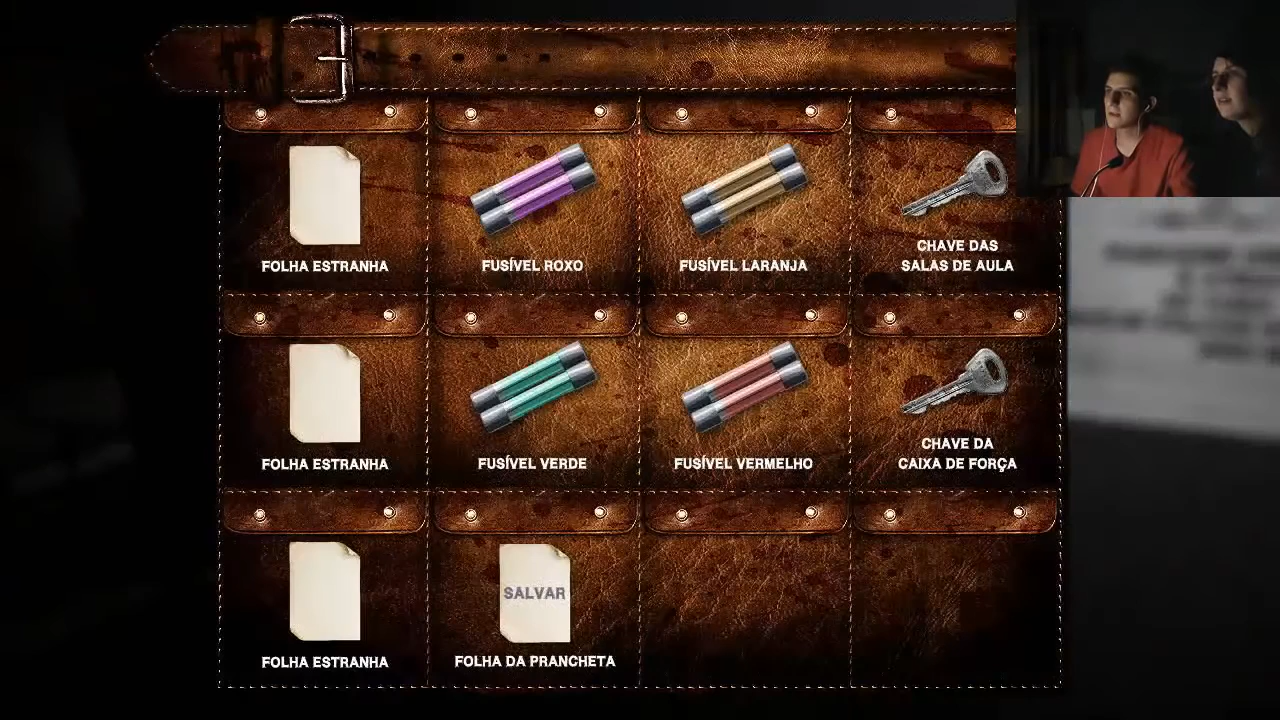 FOLHA ESTRANHA
FUSÍVEL ROXO
FUSÍVEL LARANJA
CHAVE DAS
SALAS DE AULA
FOLHA ESTRANHA
FUSÍVEL VERDE
FUSÍVEL VERMELHO
CHAVE DA
CAIXA DE FORÇA
SALVAR
FOLHA ESTRANHA
FOLHA DA PRANCHETA